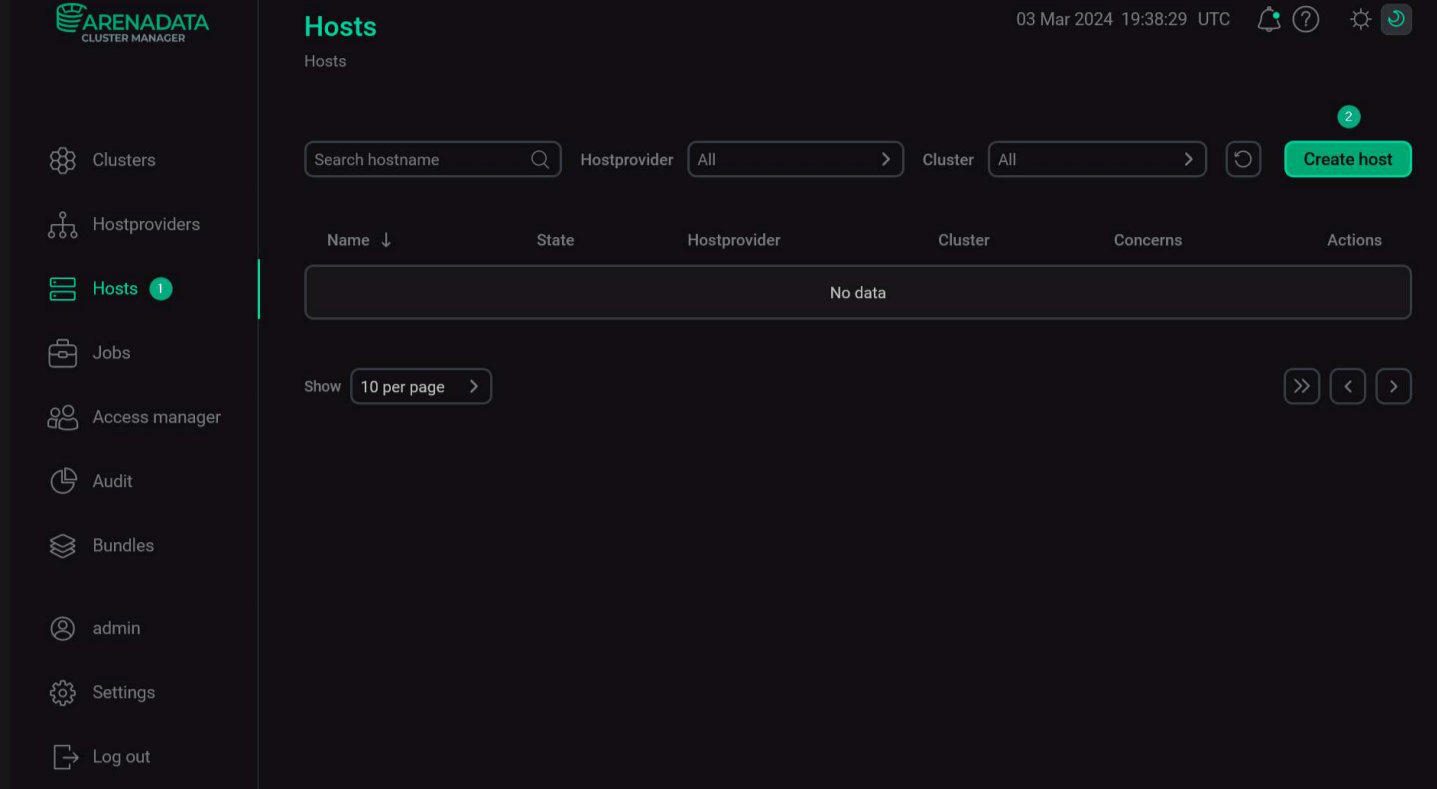 ARENADATA
CLUSTER MANAGER
Hosts
Hosts
03 Mar 2024 19:38:29 UTC
?
Clusters
Hostproviders
Hosts 1
Jobs
Access manager
Audit
Bundles
admin
Settings
Log out
2
Search hostname Hostprovider All Cluster All Create host
Name ↓ State Hostprovider Cluster Concerns Actions
No data
Show 10 per page